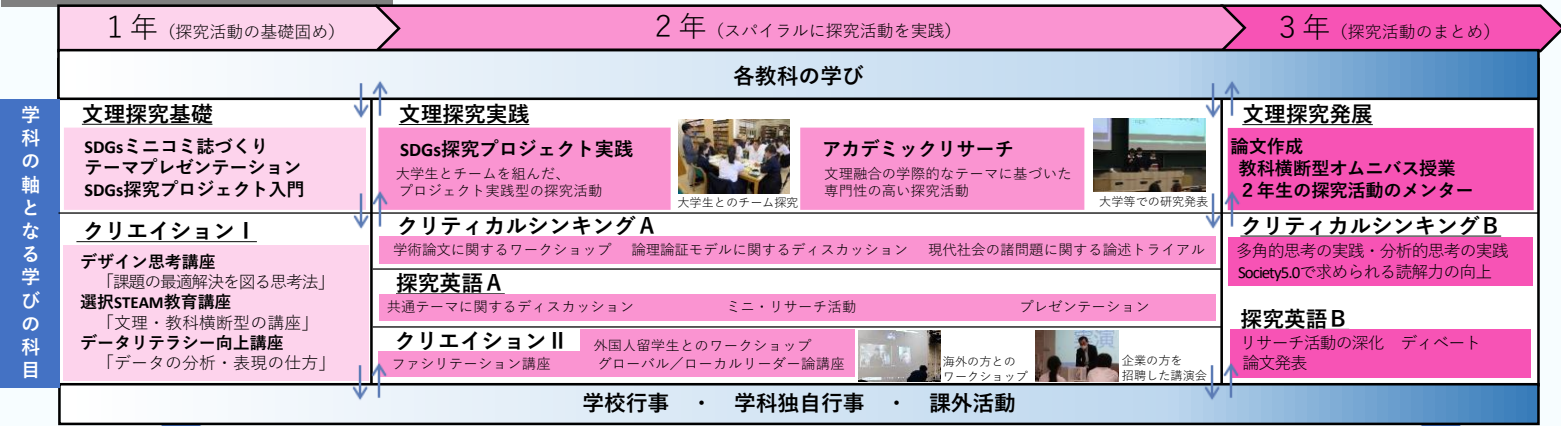 1年（探究活動の基礎固め）
2年（スパイラルに探究活動を実践）
3年（探究活動のまとめ）
各教科の学び
学科の軸となる学びの科目
文理探究基礎
SDGsミニコミ誌づくり
テーマプレゼンテーション
SDGs探究プロジェクト入門
クリエイションⅠ
デザイン思考講座
「課題の最適解決を図る思考法」
選択STEAM教育講座
「文理・教科横断型の講座」
データリテラシー向上講座
「データの分析・表現の仕方」
文理探究実践
SDGs探究プロジェクト実践
大学生とチームを組んだ、
プロジェクト実践型の探究活動
大学生とのチーム探究
アカデミックリサーチ
文理融合の学際的なテーマに基づいた
専門性の高い探究活動
大学等での研究発表
クリティカルシンキングA
学術論文に関するワークショップ　論理論証モデルに関するディスカッション　現代社会の諸問題に関する論述トライアル
探究英語A
共通テーマに関するディスカッション　ミニ・リサーチ活動　プレゼンテーション
クリエイションⅡ
外国人留学生とのワークショップ
ファシリテーション講座　グローバル／ローカルリーダー論講座
海外の方との
ワークショップ
企業の方を
招聘した講演会
文理探究発展
論文作成
教科横断型オムニバス授業
２年生の探究活動のメンター
クリティカルシンキングB
多角的思考の実践・分析的思考の実践
Society5.0で求められる読解力の向上
探究英語B
リサーチ活動の深化　ディベート
論文発表
学校行事　・　学科独自行事　・　課外活動